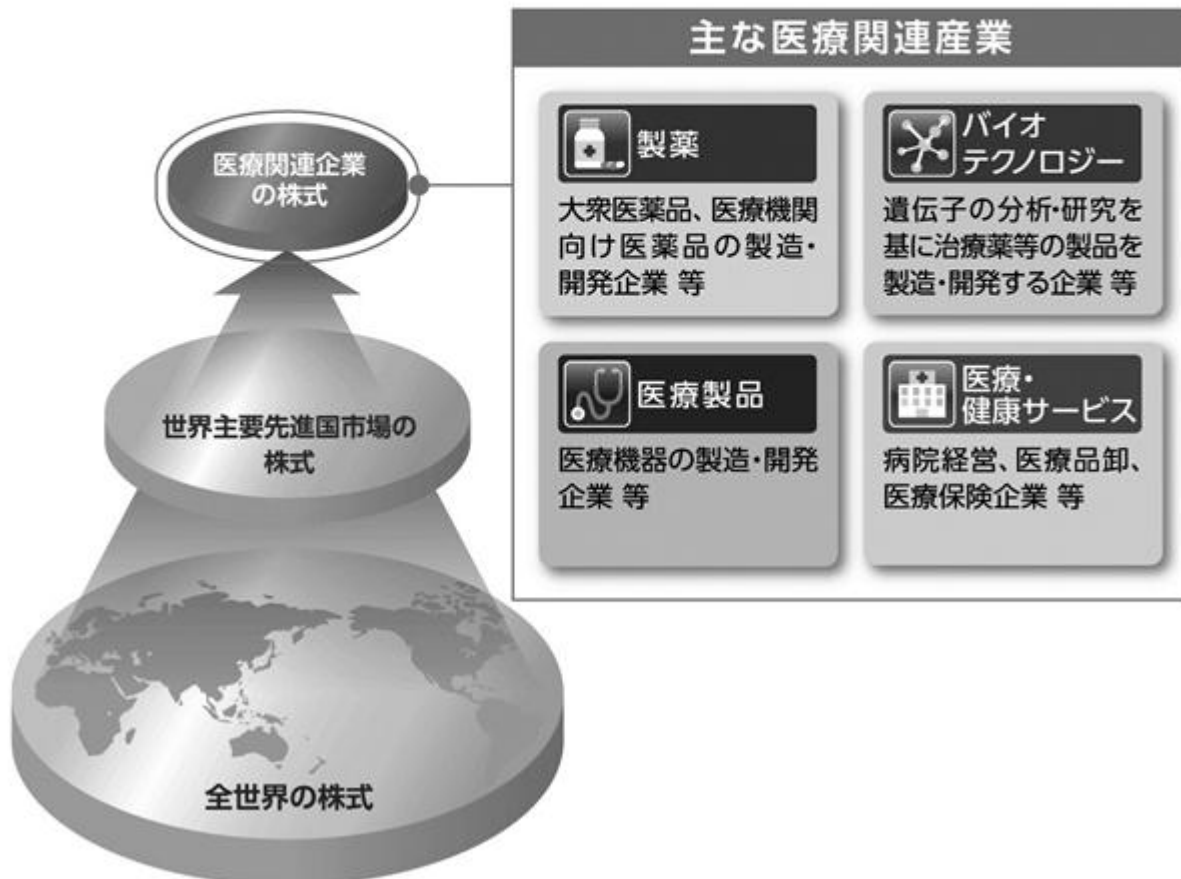 主な医療関連産業
医療関連企業
の株式
世界主要先進国市場の
株式
全世界の株式
製薬
大衆医薬品、医療機関
向け医薬品の製造・
開発企業 等
バイオ
テクノロジー
遺伝子の分析・研究を
基に治療薬等の製品を
製造・開発する企業 等
医療製品
医療機器の製造・開発
企業 等
医療・
健康サービス
病院経営、医療品卸、
医療保険企業 等